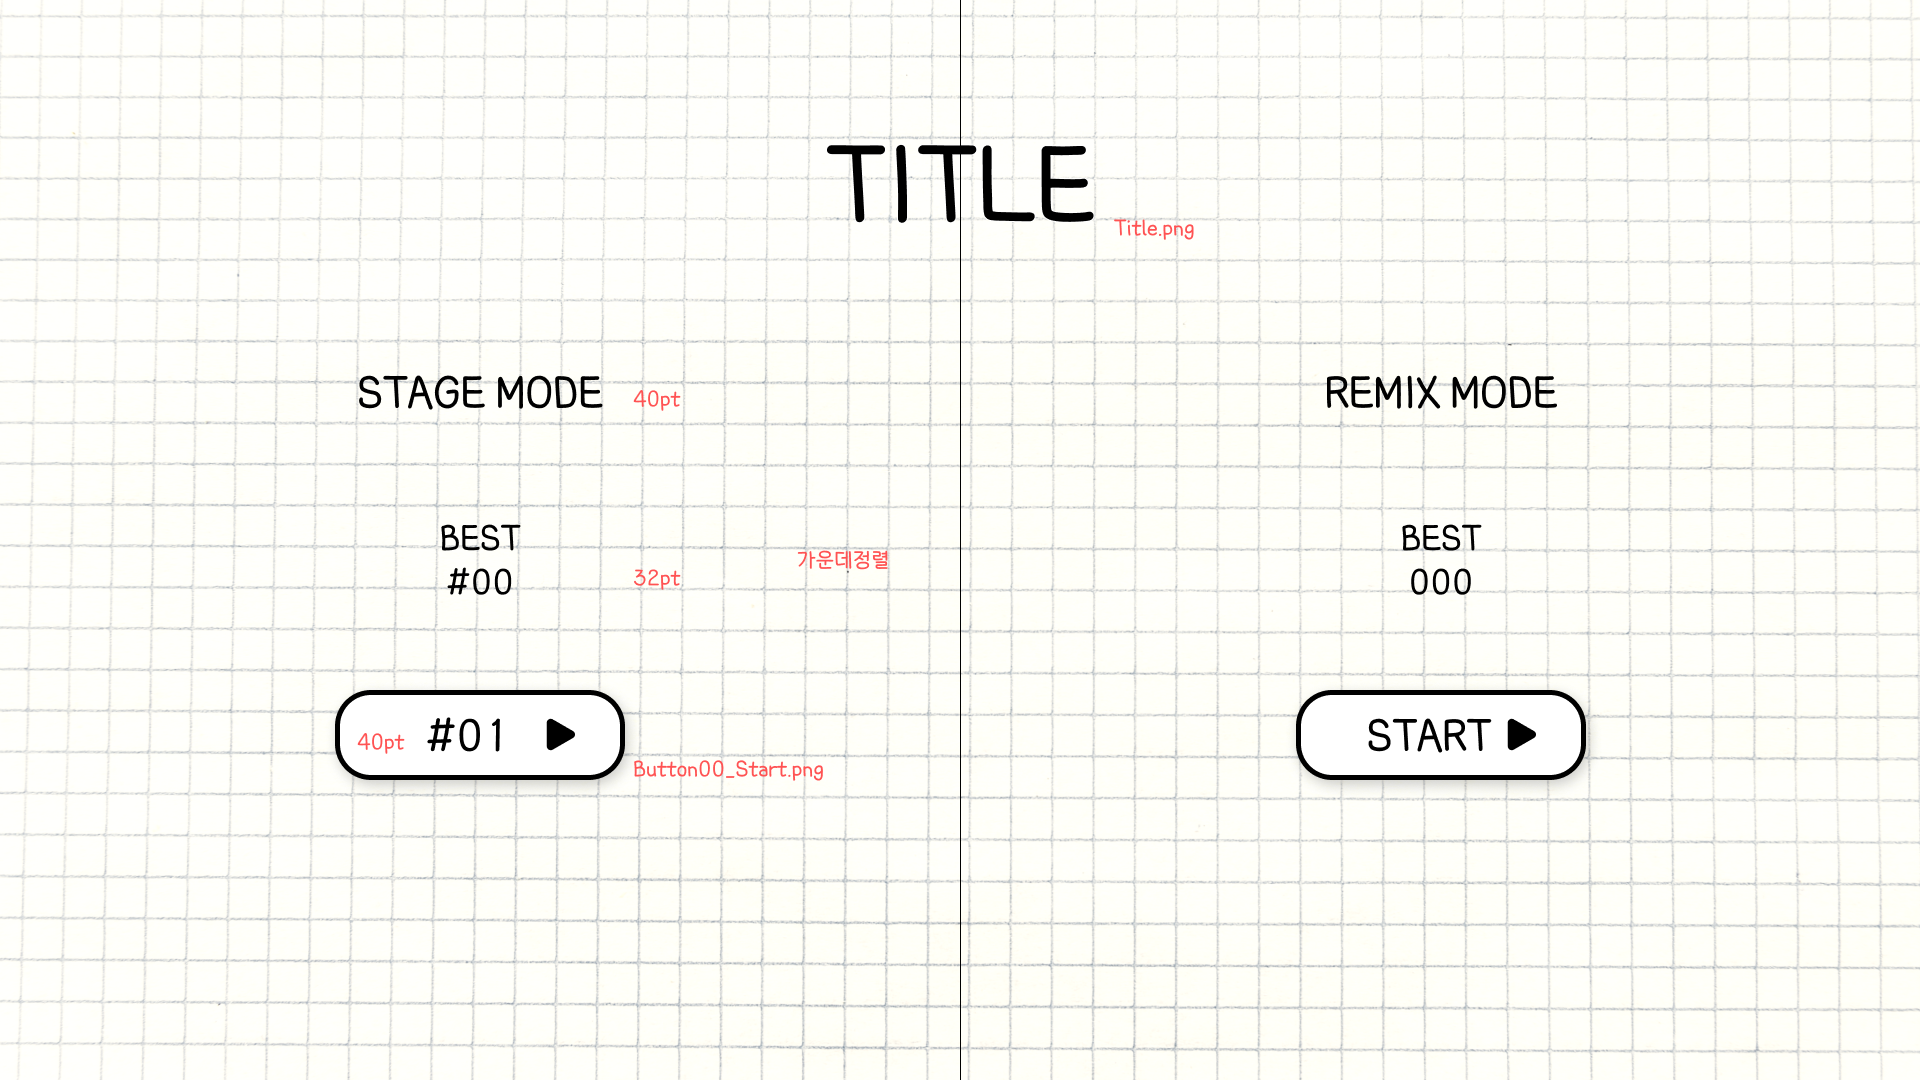 TITLE
Title.png
STAGE MODE
40pt
REMIX MODE
BEST
#00
32pt
가운데정렬
BEST
000
40pt
#01
Button00_Start.png
START